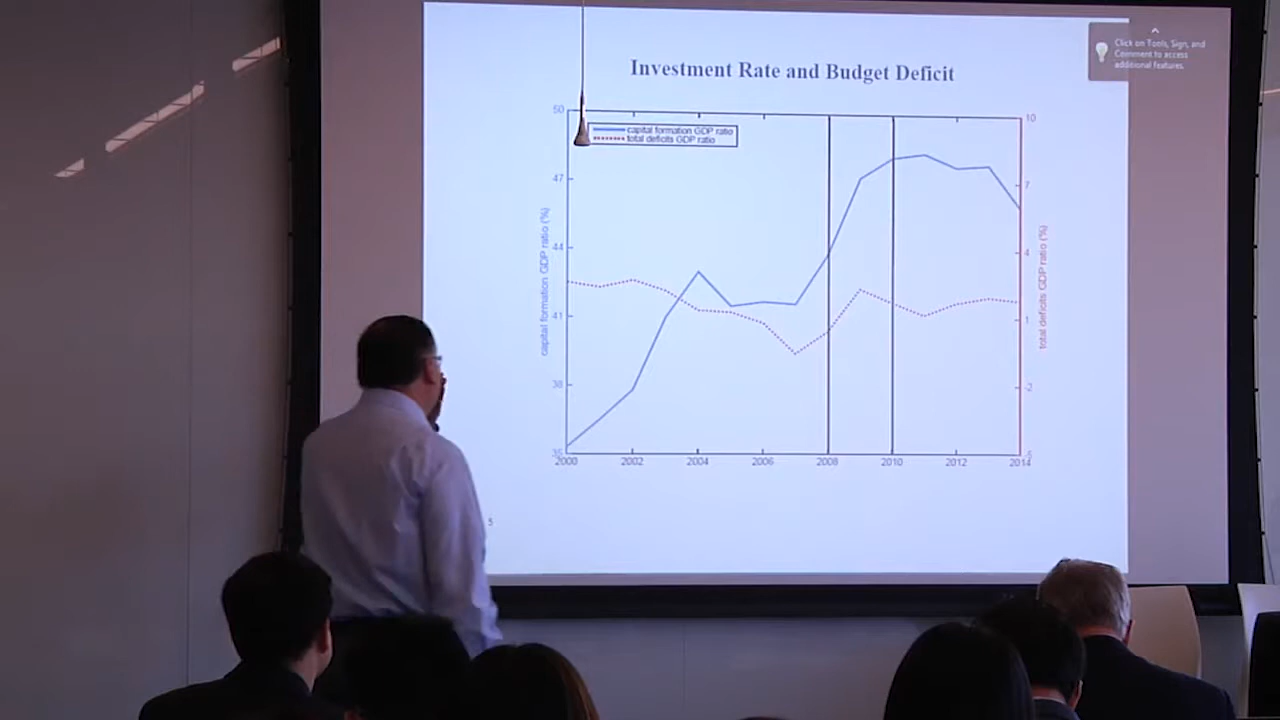 Click on Tools, Sign, and
Comment to access
additional features.
Investment Rate and Budget Deficit
50
10
capital formation GDP ratio
total deficits GDP ratio
47
7
capital formation GDP ratio (%)
44
4
total deficits GDP ratio (%)
41
1
38
-2
35
-5
2000 2002 2004 2006 2008 2010 2012 2014
5